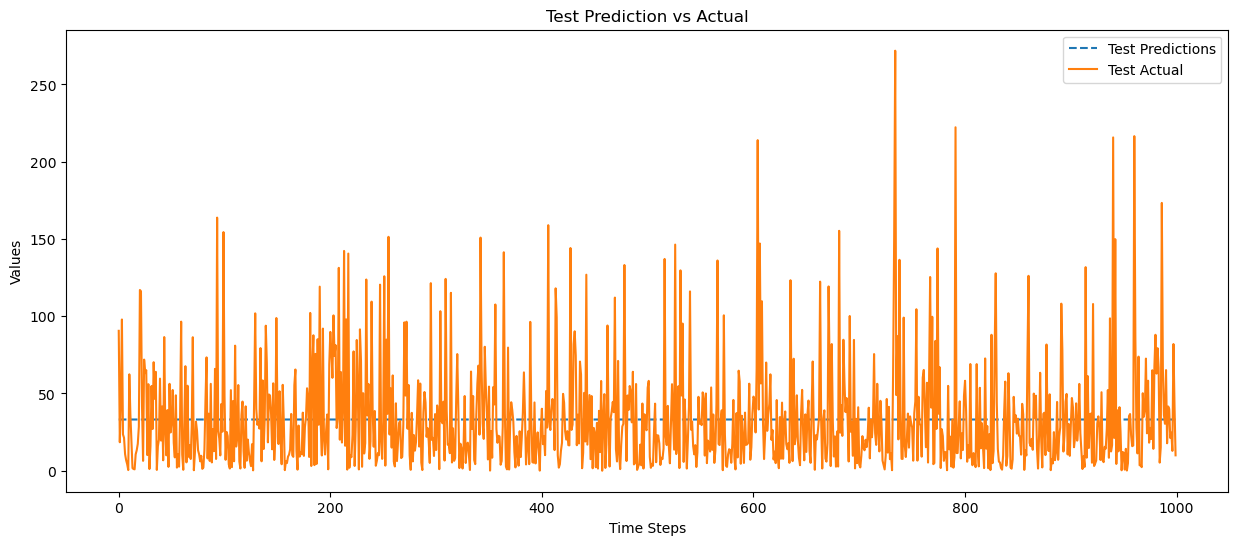 Test Prediction vs Actual
Test Predictions
Test Actual
Values
250
200
150
100
50
0
0 200 400 600 800 1000
Time Steps